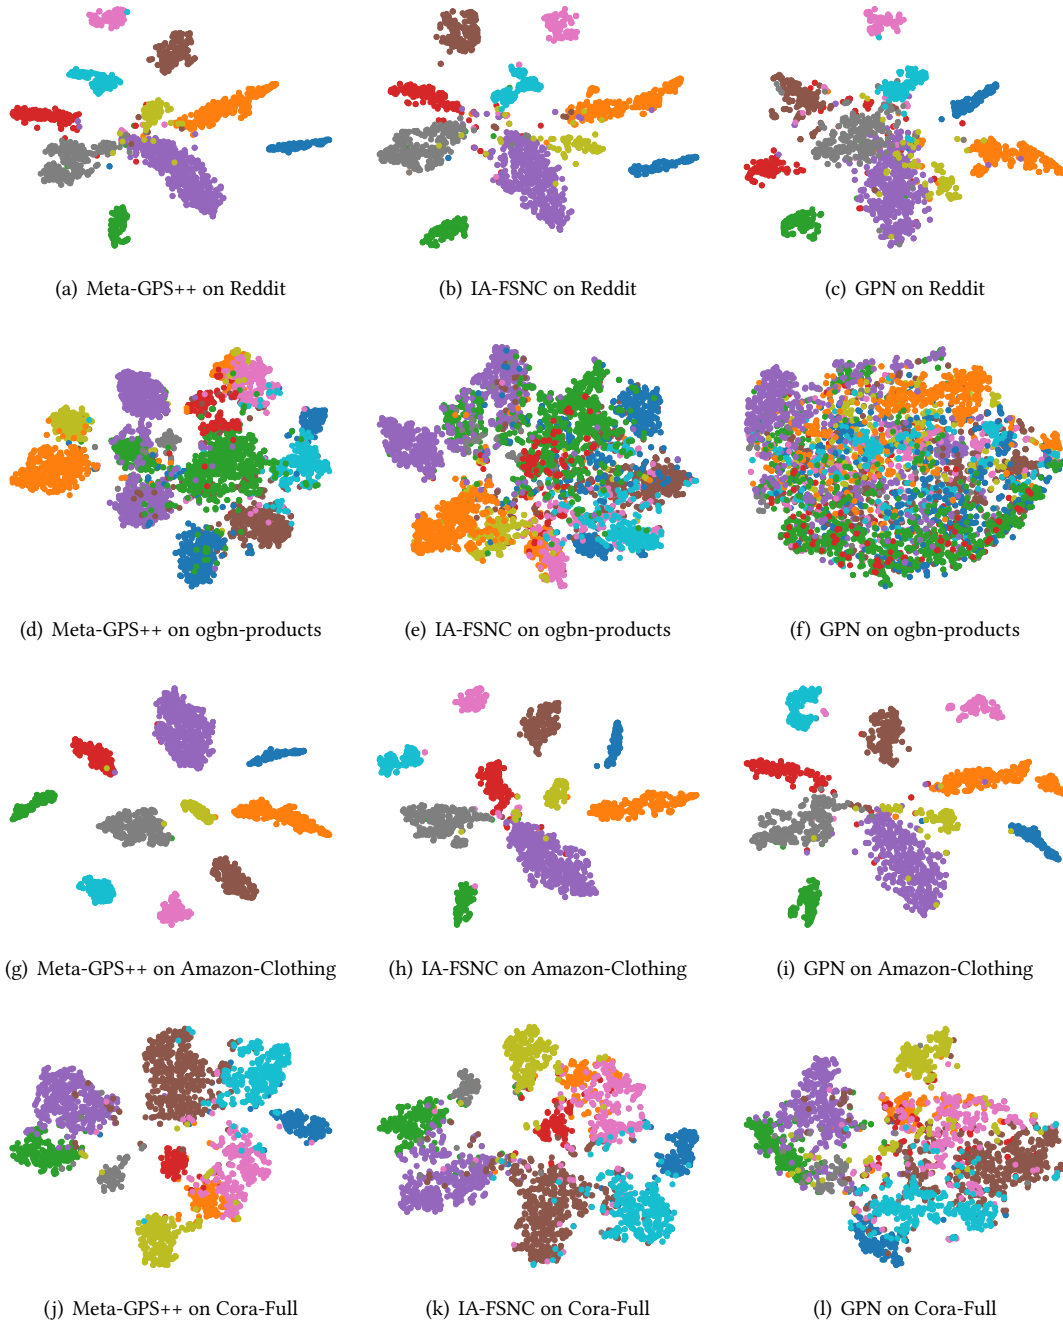 (a) Meta-GPS++ on Reddit
(b) IA-FSNC on Reddit
(c) GPN on Reddit
(d) Meta-GPS++ on ogbn-products
(e) IA-FSNC on ogbn-products
(f) GPN on ogbn-products
(g) Meta-GPS++ on Amazon-Clothing
(h) IA-FSNC on Amazon-Clothing
(i) GPN on Amazon-Clothing
(j) Meta-GPS++ on Cora-Full
(k) IA-FSNC on Cora-Full
(l) GPN on Cora-Full